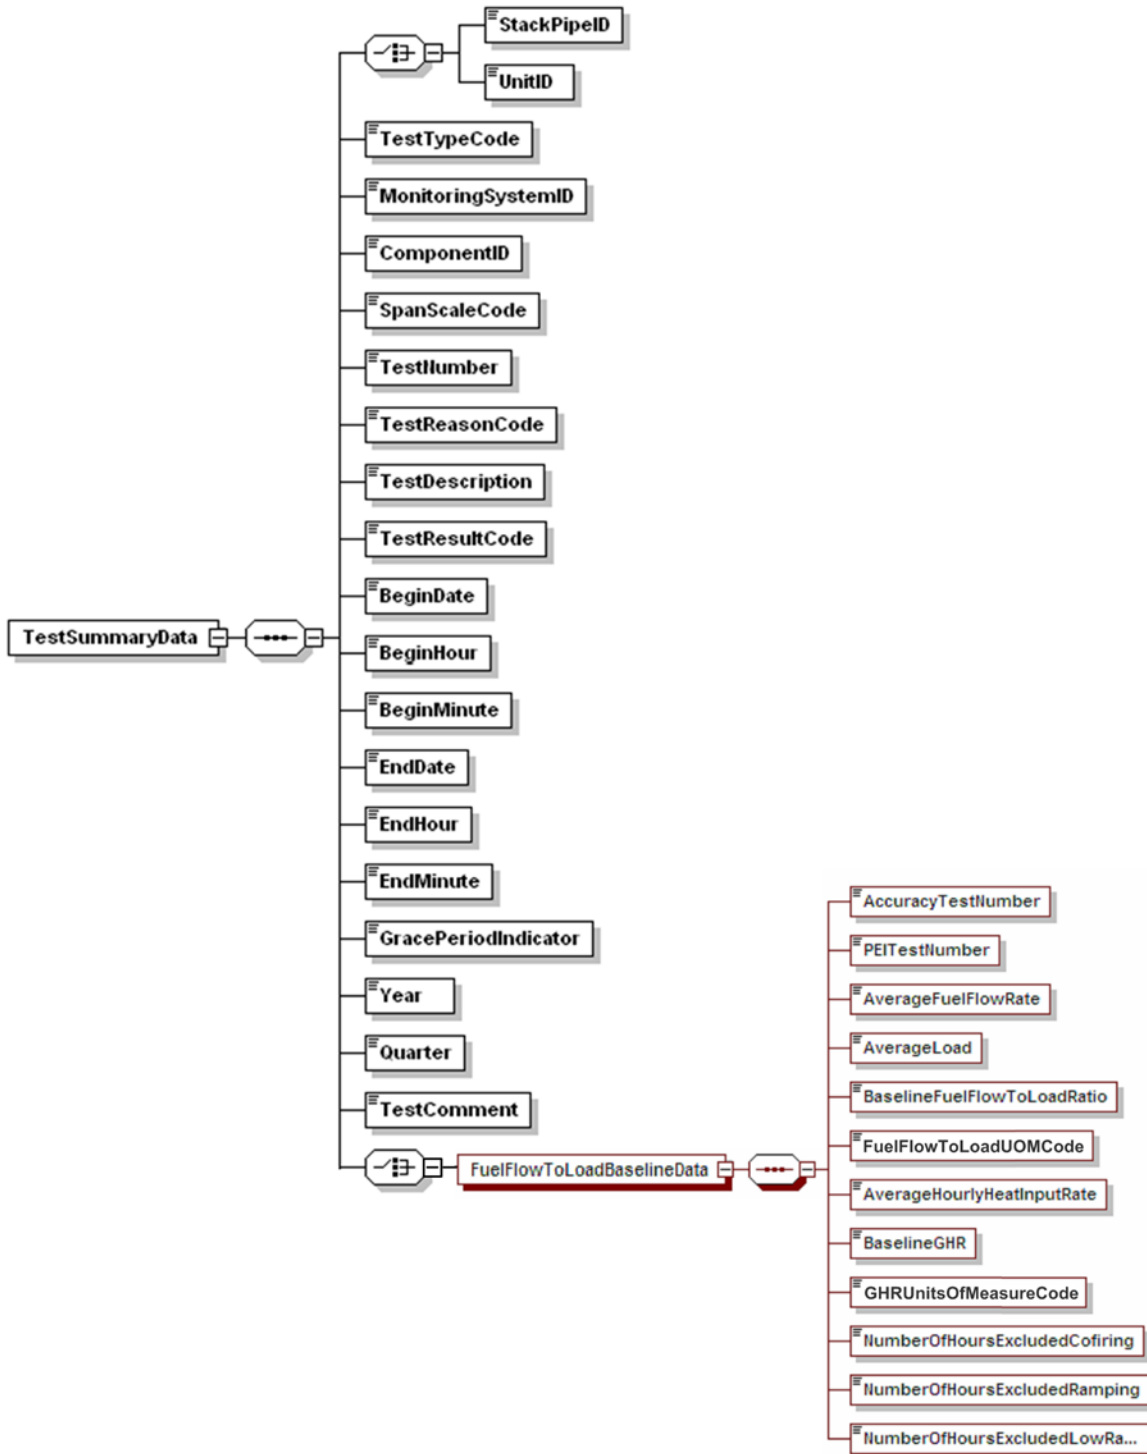 StackPipeID
UnitID
TestTypeCode
MonitoringSystemID
ComponentID
SpanScaleCode
TestNumber
TestReasonCode
TestDescription
TestResultCode
BeginDate
TestSummaryData
BeginHour
BeginMinute
EndDate
EndHour
EndMinute
AccuracyTestNumber
GracePeriodIndicator
PEITestNumber
Year
AverageFuelFlowRate
Quarter
AverageLoad
TestComment
BaselineFuelFlowToLoadRatio
FuelFlowToLoadUOMCode
FuelFlowToLoadBaselineData
AverageHourlyHeatInputRate
BaselineGHR
GHRUnitsOfMeasureCode
NumberOfHoursExcludedCofiring
NumberOfHoursExcludedRamping
NumberOfHoursExcludedLowRa...